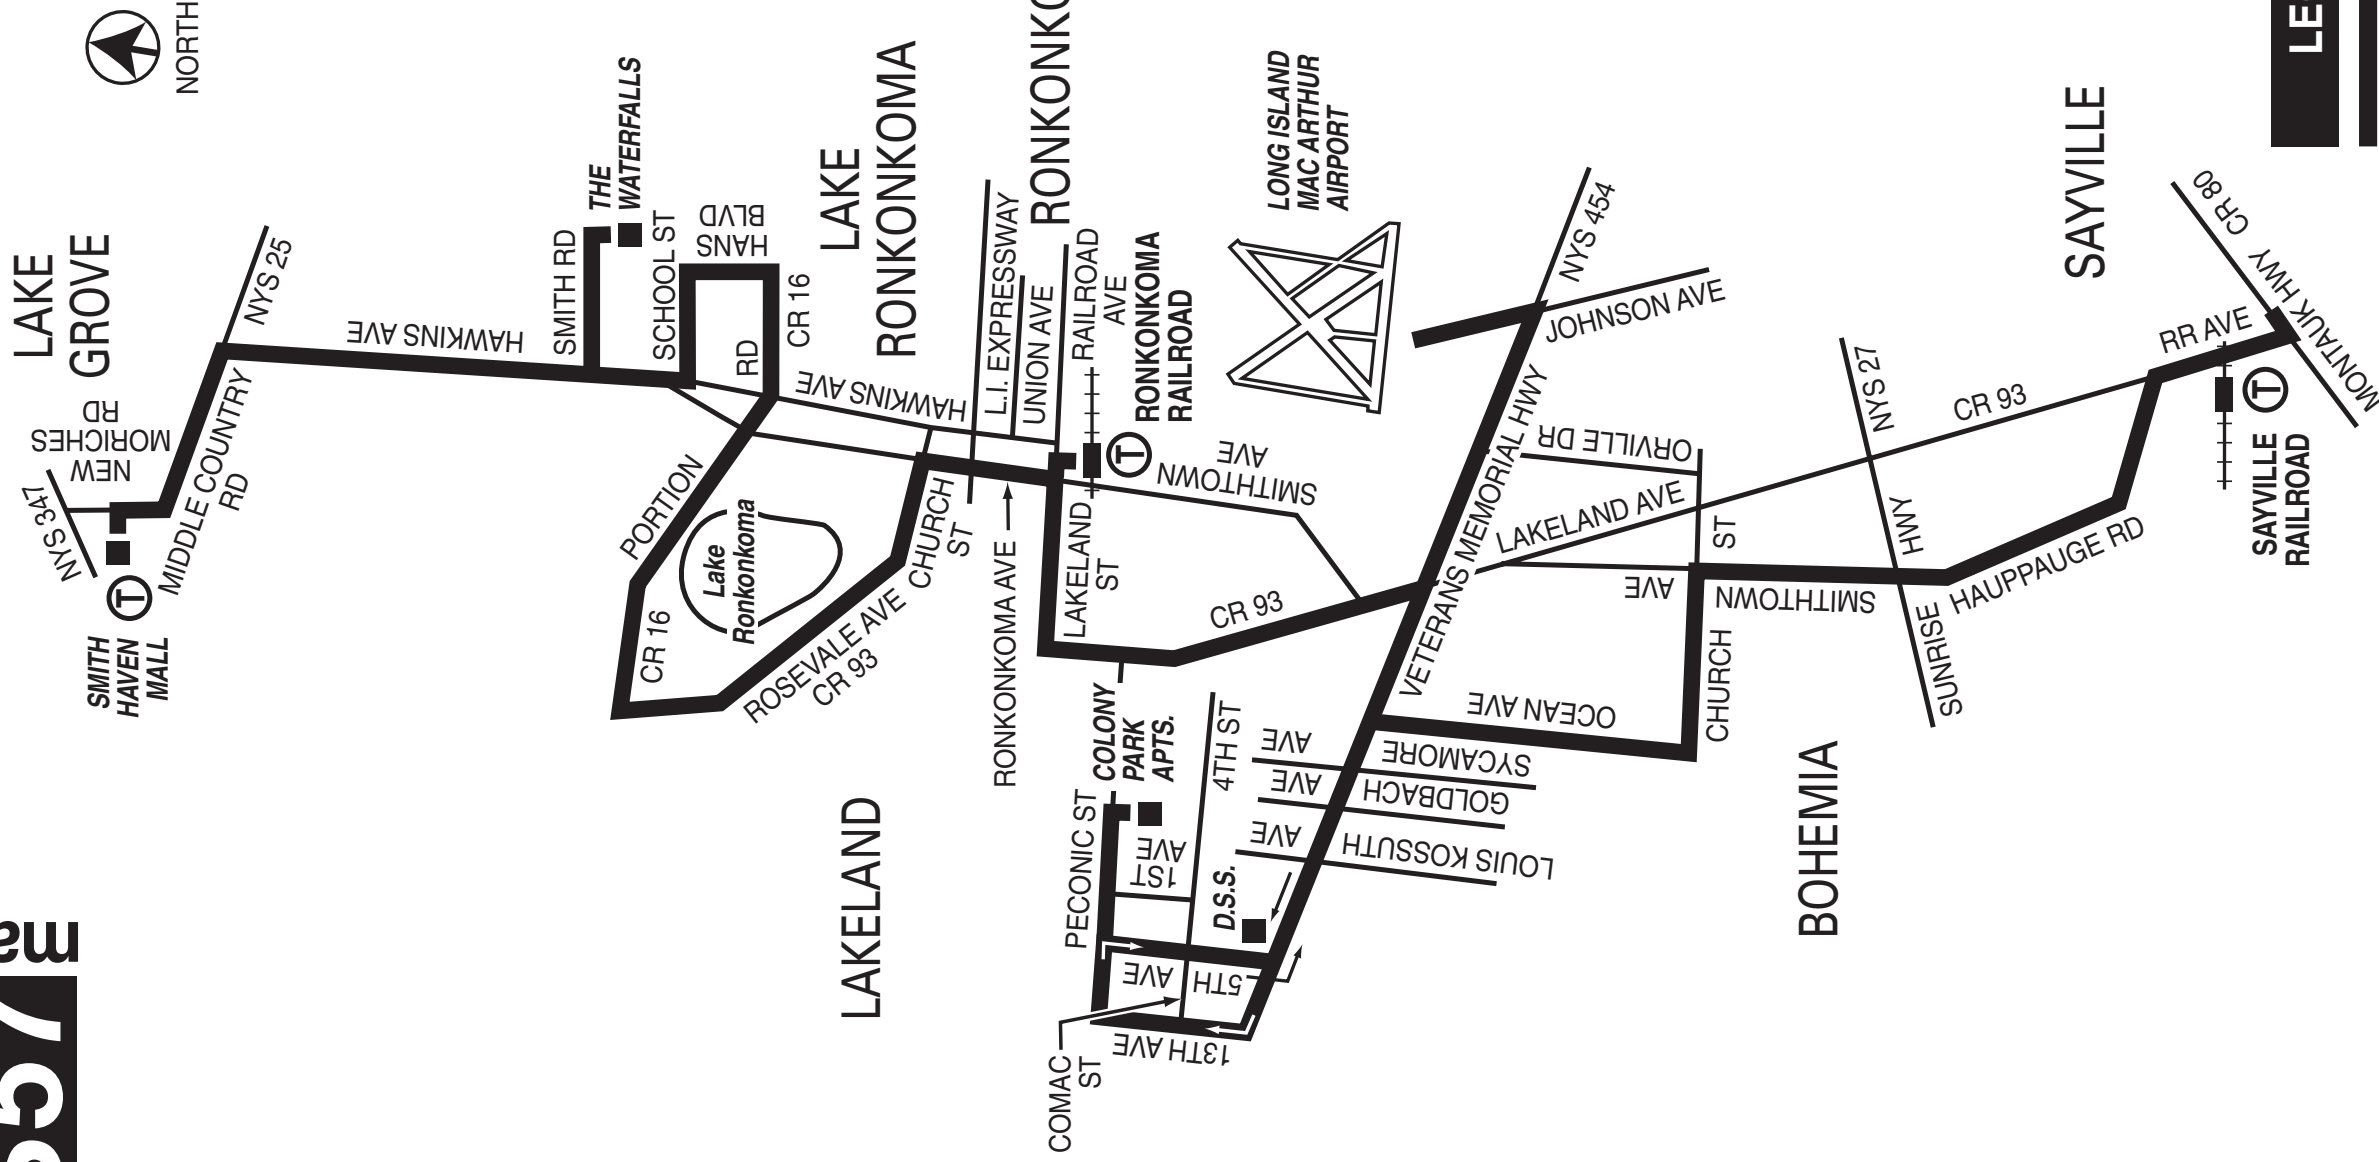 NORTH
LAKE
GROVE
NYS 25
NYS 347
NEW
MORICHES
RD
MIDDLE COUNTRY
RD
SMITH
HAVEN
MALL
T
HAWKINS AVE
SMITH RD
THE
WATERFALLS
SCHOOL ST
HANS
BLVD
RD
CR 16
PORTION
CR 16
Lake
Ronkonkoma
ROSEVALE AVE
CR 93
CHURCH
ST
LAKE
RONKONKOMA
HAWKINS AVE
L.I. EXPRESSWAY
UNION AVE
RAILROAD
AVE
RONKONKOMA
RAILROAD
T
RONKONKOMA AVE
LAKELAND
ST
SMITHTOWN
AVE
CR 93
LONG ISLAND
MAC ARTHUR
AIRPORT
NYS 454
JOHNSON AVE
VETERANS MEMORIAL HWY
ORVILLE DR
LAKELAND AVE
COLONY
PARK
APTS.
PECONIC ST
1ST
AVE
4TH ST
D.S.S.
5TH
AVE
13TH AVE
COMAC
ST
LAKELAND
SYCAMORE
AVE
GOLDBACH
AVE
LOUIS KOSSUTH
AVE
OCEAN AVE
CHURCH
ST
SMITHTOWN
AVE
BOHEMIA
NYS 27
SUNRISE
HWY
HAUPPAUGE RD
CR 93
RR AVE
SAYVILLE
RAILROAD
T
SAYVILLE
MONTAUK HWY
CR 80